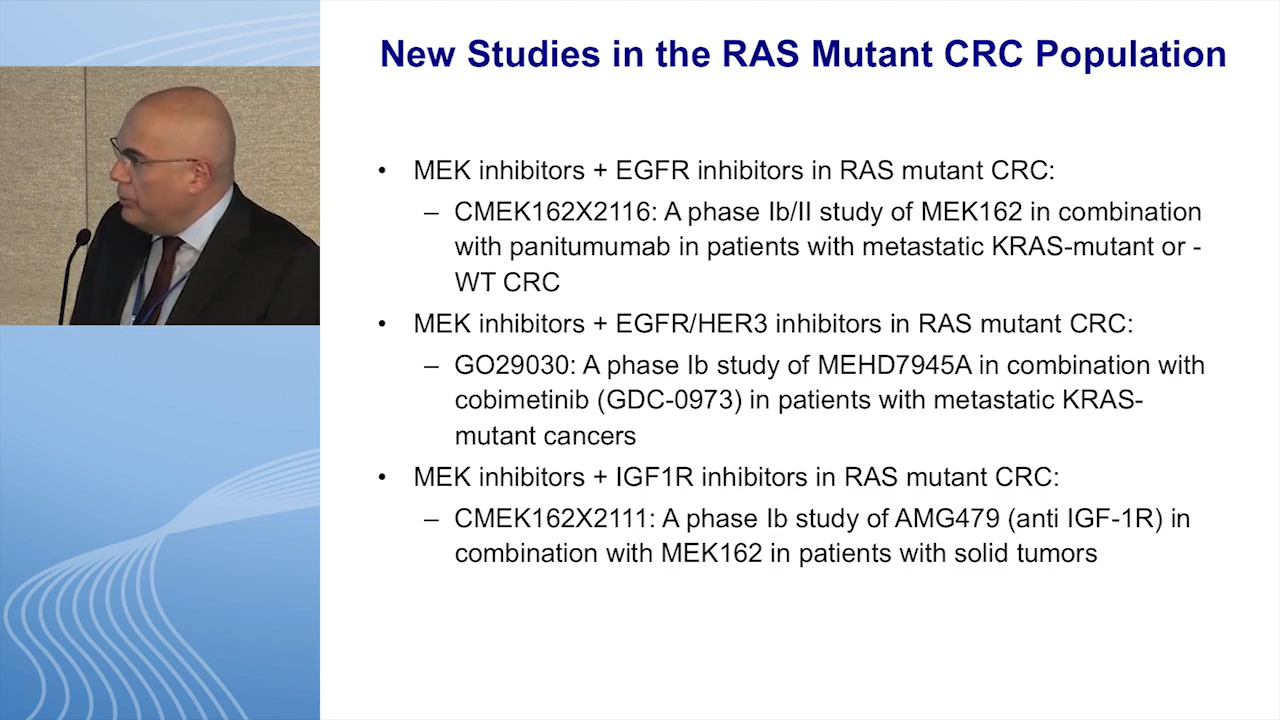 New Studies in the RAS Mutant CRC Population
• MEK inhibitors + EGFR inhibitors in RAS mutant CRC:
– CMEK162X2116: A phase Ib/II study of MEK162 in combination
with panitumumab in patients with metastatic KRAS-mutant or -
WT CRC
• MEK inhibitors + EGFR/HER3 inhibitors in RAS mutant CRC:
– GO29030: A phase Ib study of MEHD7945A in combination with
cobimetinib (GDC-0973) in patients with metastatic KRAS-
mutant cancers
• MEK inhibitors + IGF1R inhibitors in RAS mutant CRC:
– CMEK162X2111: A phase Ib study of AMG479 (anti IGF-1R) in
combination with MEK162 in patients with solid tumors